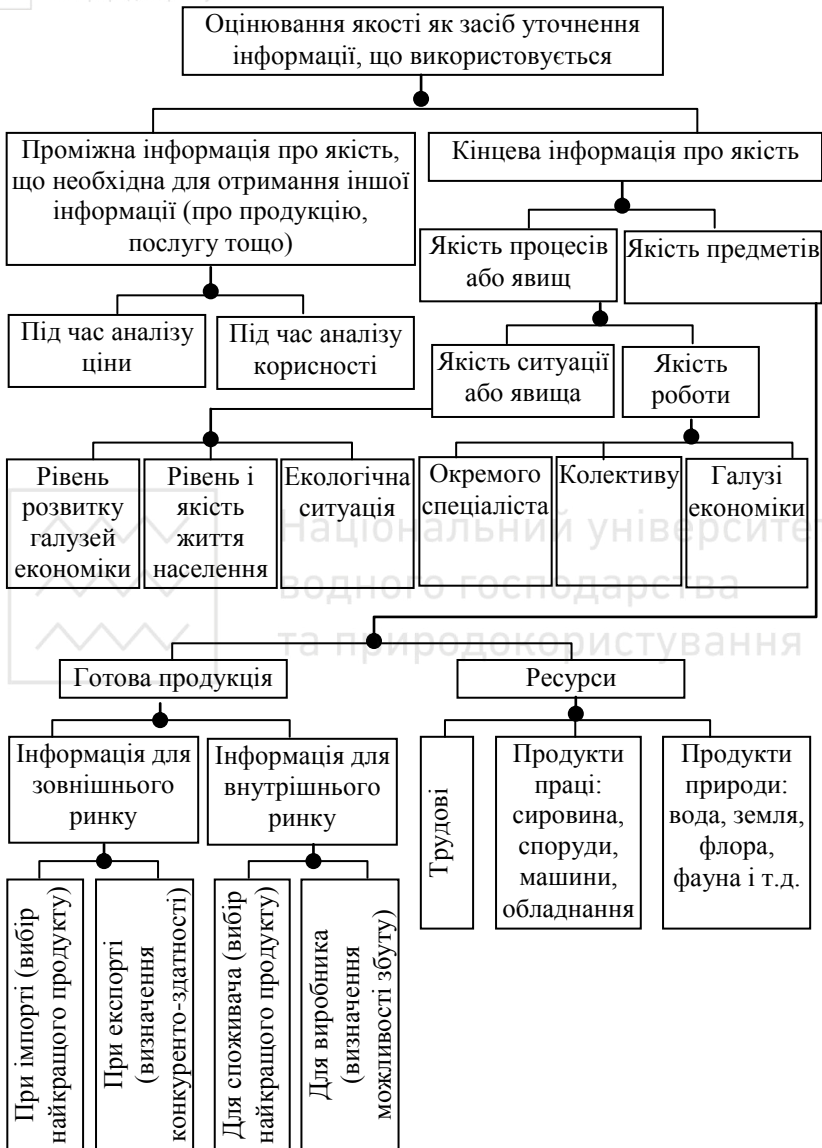 Оцінювання якості як засіб уточнення
інформації, що використовується
Проміжна інформація про якість,
що необхідна для отримання іншої
інформації (про продукцію,
послугу тощо)
Кінцева інформація про якість
Якість процесів
або явищ
Якість предметів
Під час аналізу
ціни
Під час аналізу
корисності
Якість ситуації
або явища
Якість
роботи
Рівень
розвитку
галузей
економіки
Рівень і
якість
життя
населення
Екологічна
ситуація
Окремого
спеціаліста
Колективу
Галузі
економіки
Національний університе
водного господарства
та природокористування
Готова продукція
Ресурси
Інформація для
зовнішнього
ринку
Інформація для
внутрішнього
ринку
Трудові
Продукти
праці:
сировина,
споруди,
машини,
обладнання
Продукти
природи:
вода, земля,
флора,
фауна і т.д.
При імпорті (вибір
найкращого продукту)
При експорті
(визначення
конкуренто-здатності)
Для споживача (вибір
найкращого продукту)
Для виробника
(визначення
можливості збуту)